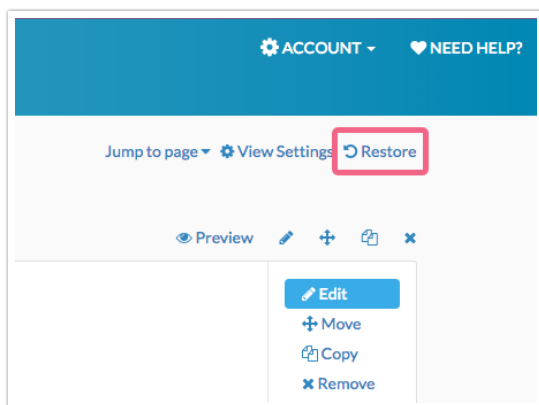 ACCOUNT NEED HELP?
Jump to page View Settings Restore
Preview
Edit
Move
Copy
Remove